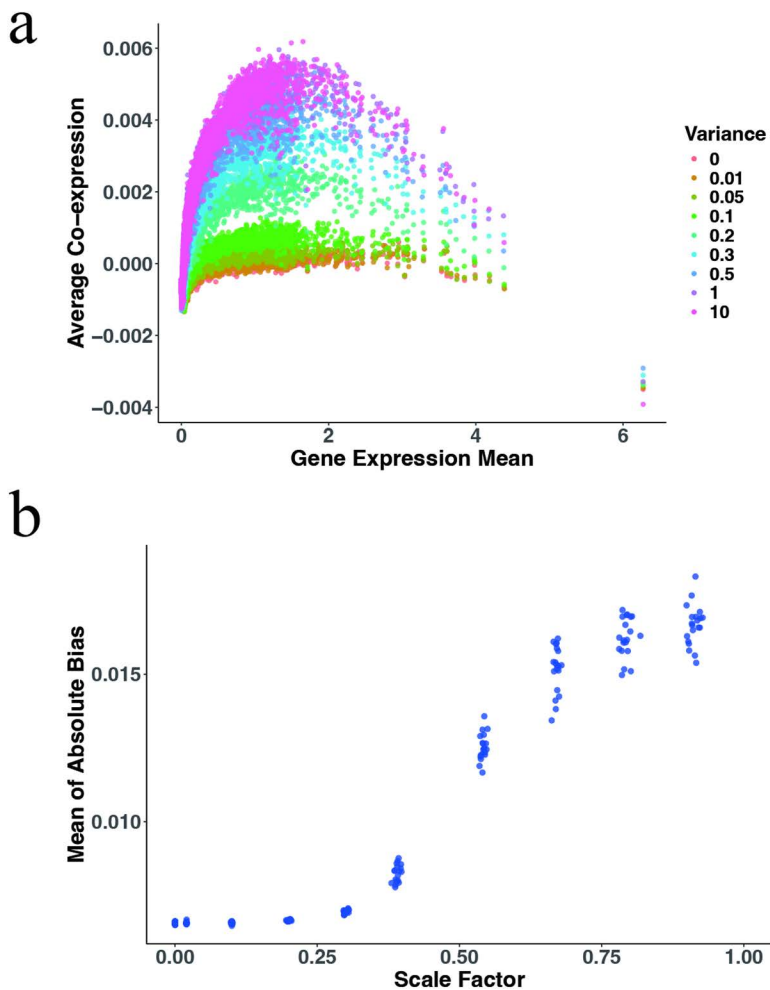 a
0.006
0.004
0.002
0.000
−0.002
−0.004
Average Co−expression
0 2 4 6
Gene Expression Mean
Variance
0
0.01
0.05
0.1
0.2
0.3
0.5
1
10
b
0.015
0.010
Mean of Absolute Bias
0.00 0.25 0.50 0.75 1.00
Scale Factor